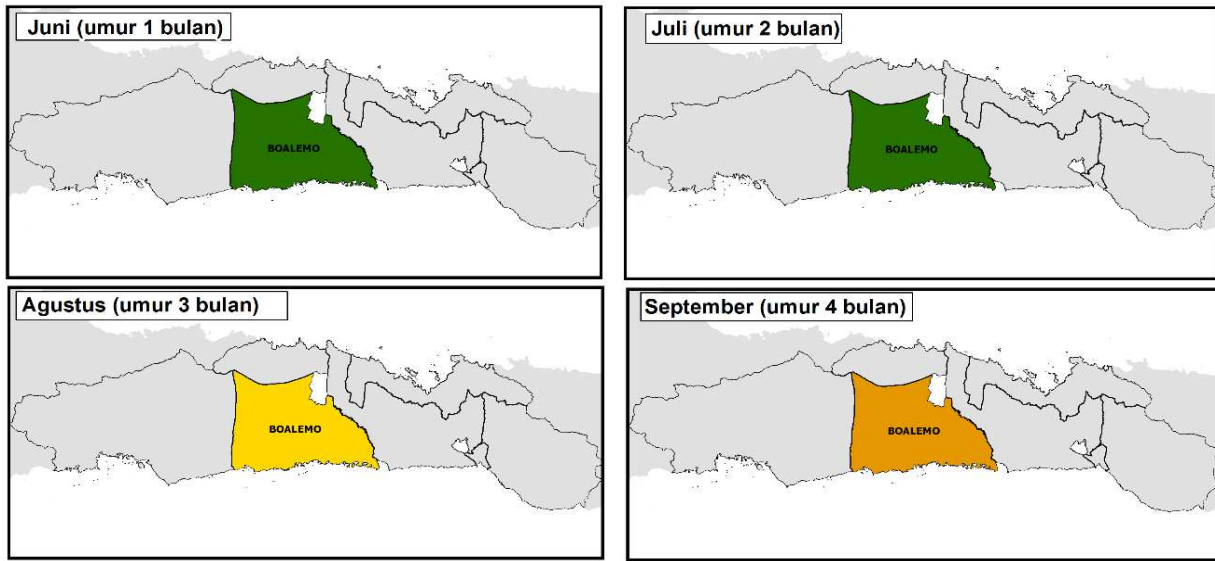 Juni (umur 1 bulan)
BOALEMO
Juli (umur 2 bulan)
BOALEMO
Agustus (umur 3 bulan)
BOALEMO
September (umur 4 bulan)
BOALEMO